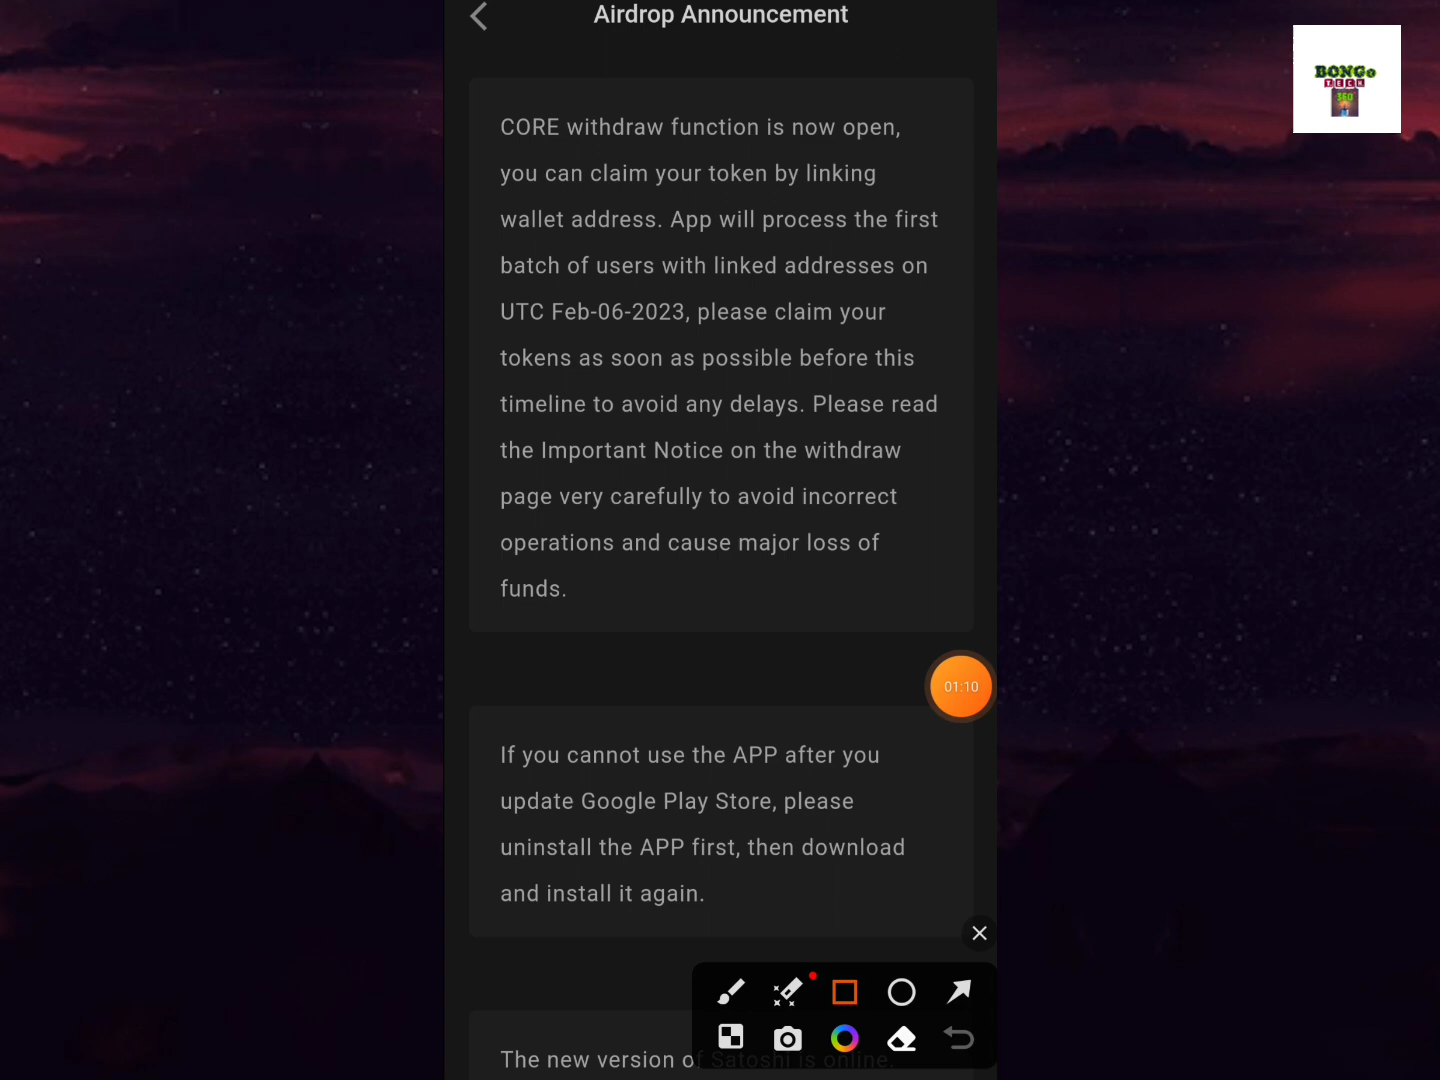 Airdrop Announcement
BONGo
TECK
360
CORE withdraw function is now open,
you can claim your token by linking
wallet address. App will process the first
batch of users with linked addresses on
UTC Feb-06-2023, please claim your
tokens as soon as possible before this
timeline to avoid any delays. Please read
the Important Notice on the withdraw
page very carefully to avoid incorrect
operations and cause major loss of
funds.
01:10
If you cannot use the APP after you
update Google Play Store, please
uninstall the APP first, then download
and install it again.
The new version of Satoshi is online.